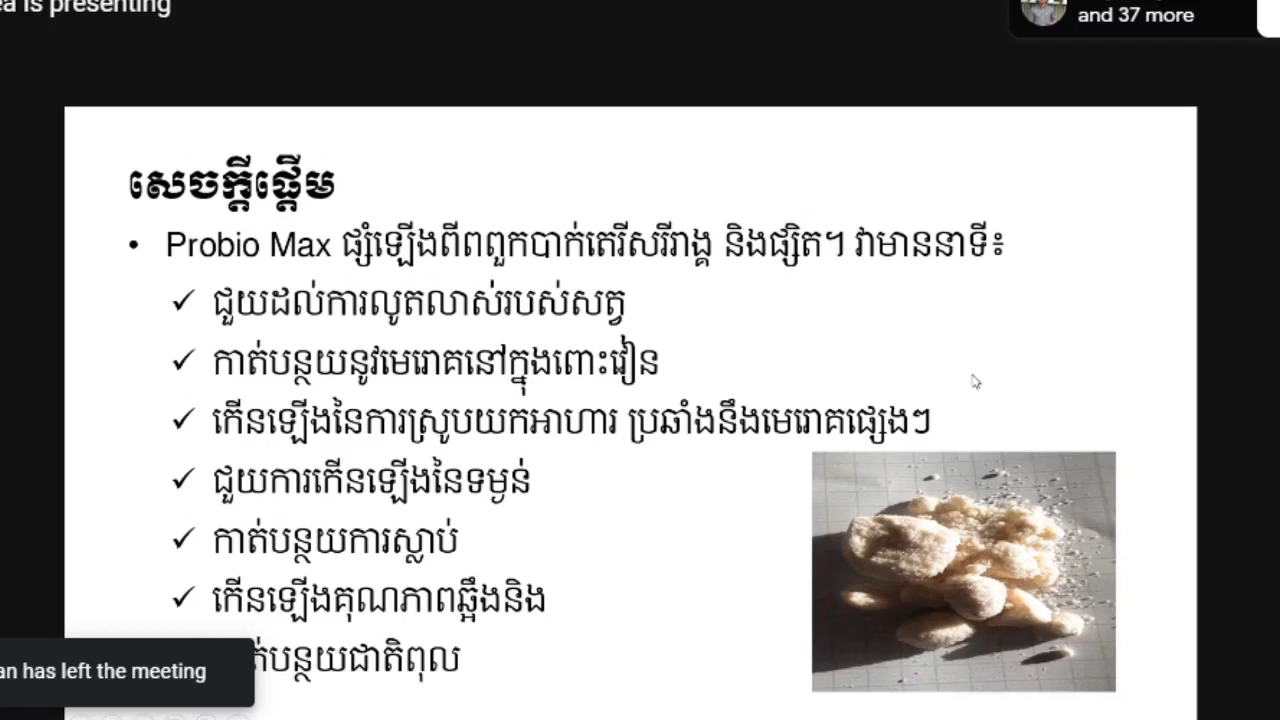 is presenting
and 37 more
សេចក្តីផ្តើម
• Probio Max ផ្សំឡើងពីពពួកបាក់តេរីសរីរាង្គ និងផ្សិត។ វាមាននាទី៖
✓ ជួយដល់ការលូតលាស់របស់សត្វ
✓ កាត់បន្ថយនូវមេរោគនៅក្នុងពោះវៀន
✓ កើនឡើងនៃការស្រូបយកអាហារ ប្រឆាំងនឹងមេរោគផ្សេងៗ
✓ ជួយការកើនឡើងនៃទម្ងន់
✓ កាត់បន្ថយការស្លាប់
✓ កើនឡើងគុណភាពឆ្អឹងនិង
បន្ថយជាតិពុល
has left the meeting